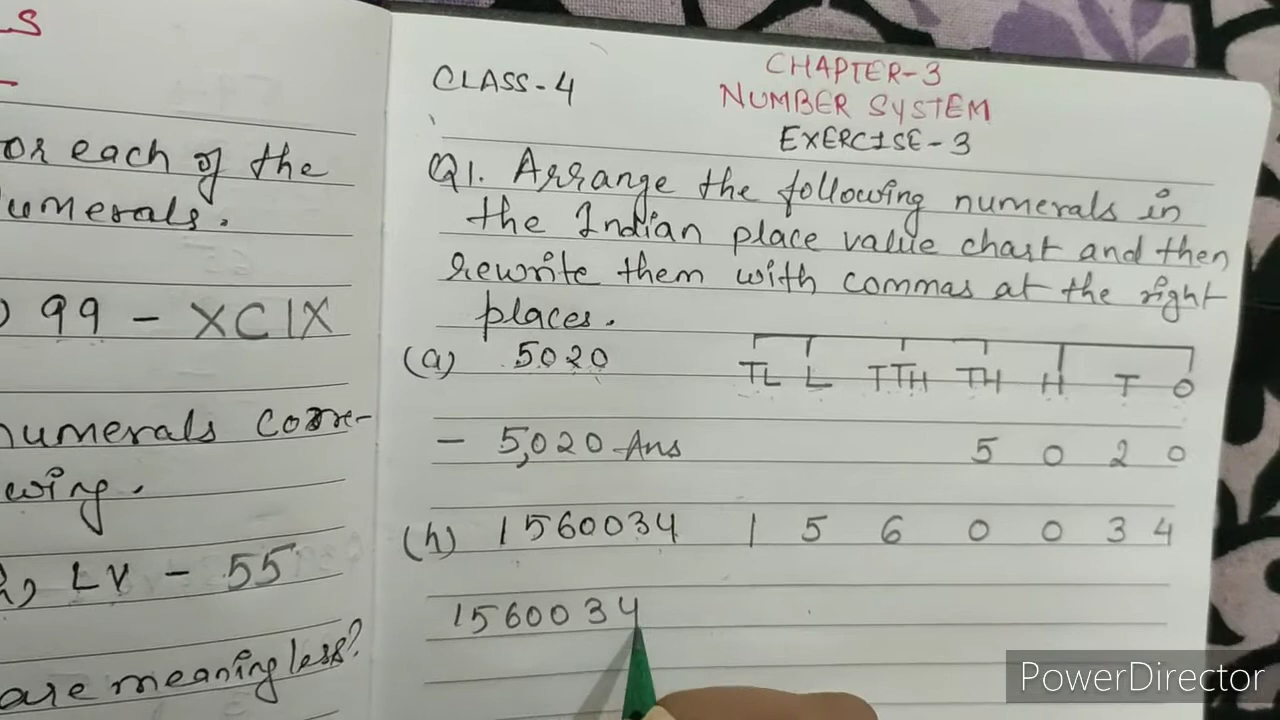 S
or each of the
umerals.
99 - XCIX
numerals corre-
wing.
LV - 55
are meaningless?
CLASS-4
CHAPTER-3
NUMBER SYSTEM
EXERCISE-3
Q1. Arrange the following numerals in
the Indian place value chart and then
rewrite them with commas at the right
places.
(a) 5020 TL L TTH TH H T O
- 5,020 Ans 5 0 2 0
(h) 1560034 1 5 6 0 0 3 4
1560034
PowerDirector